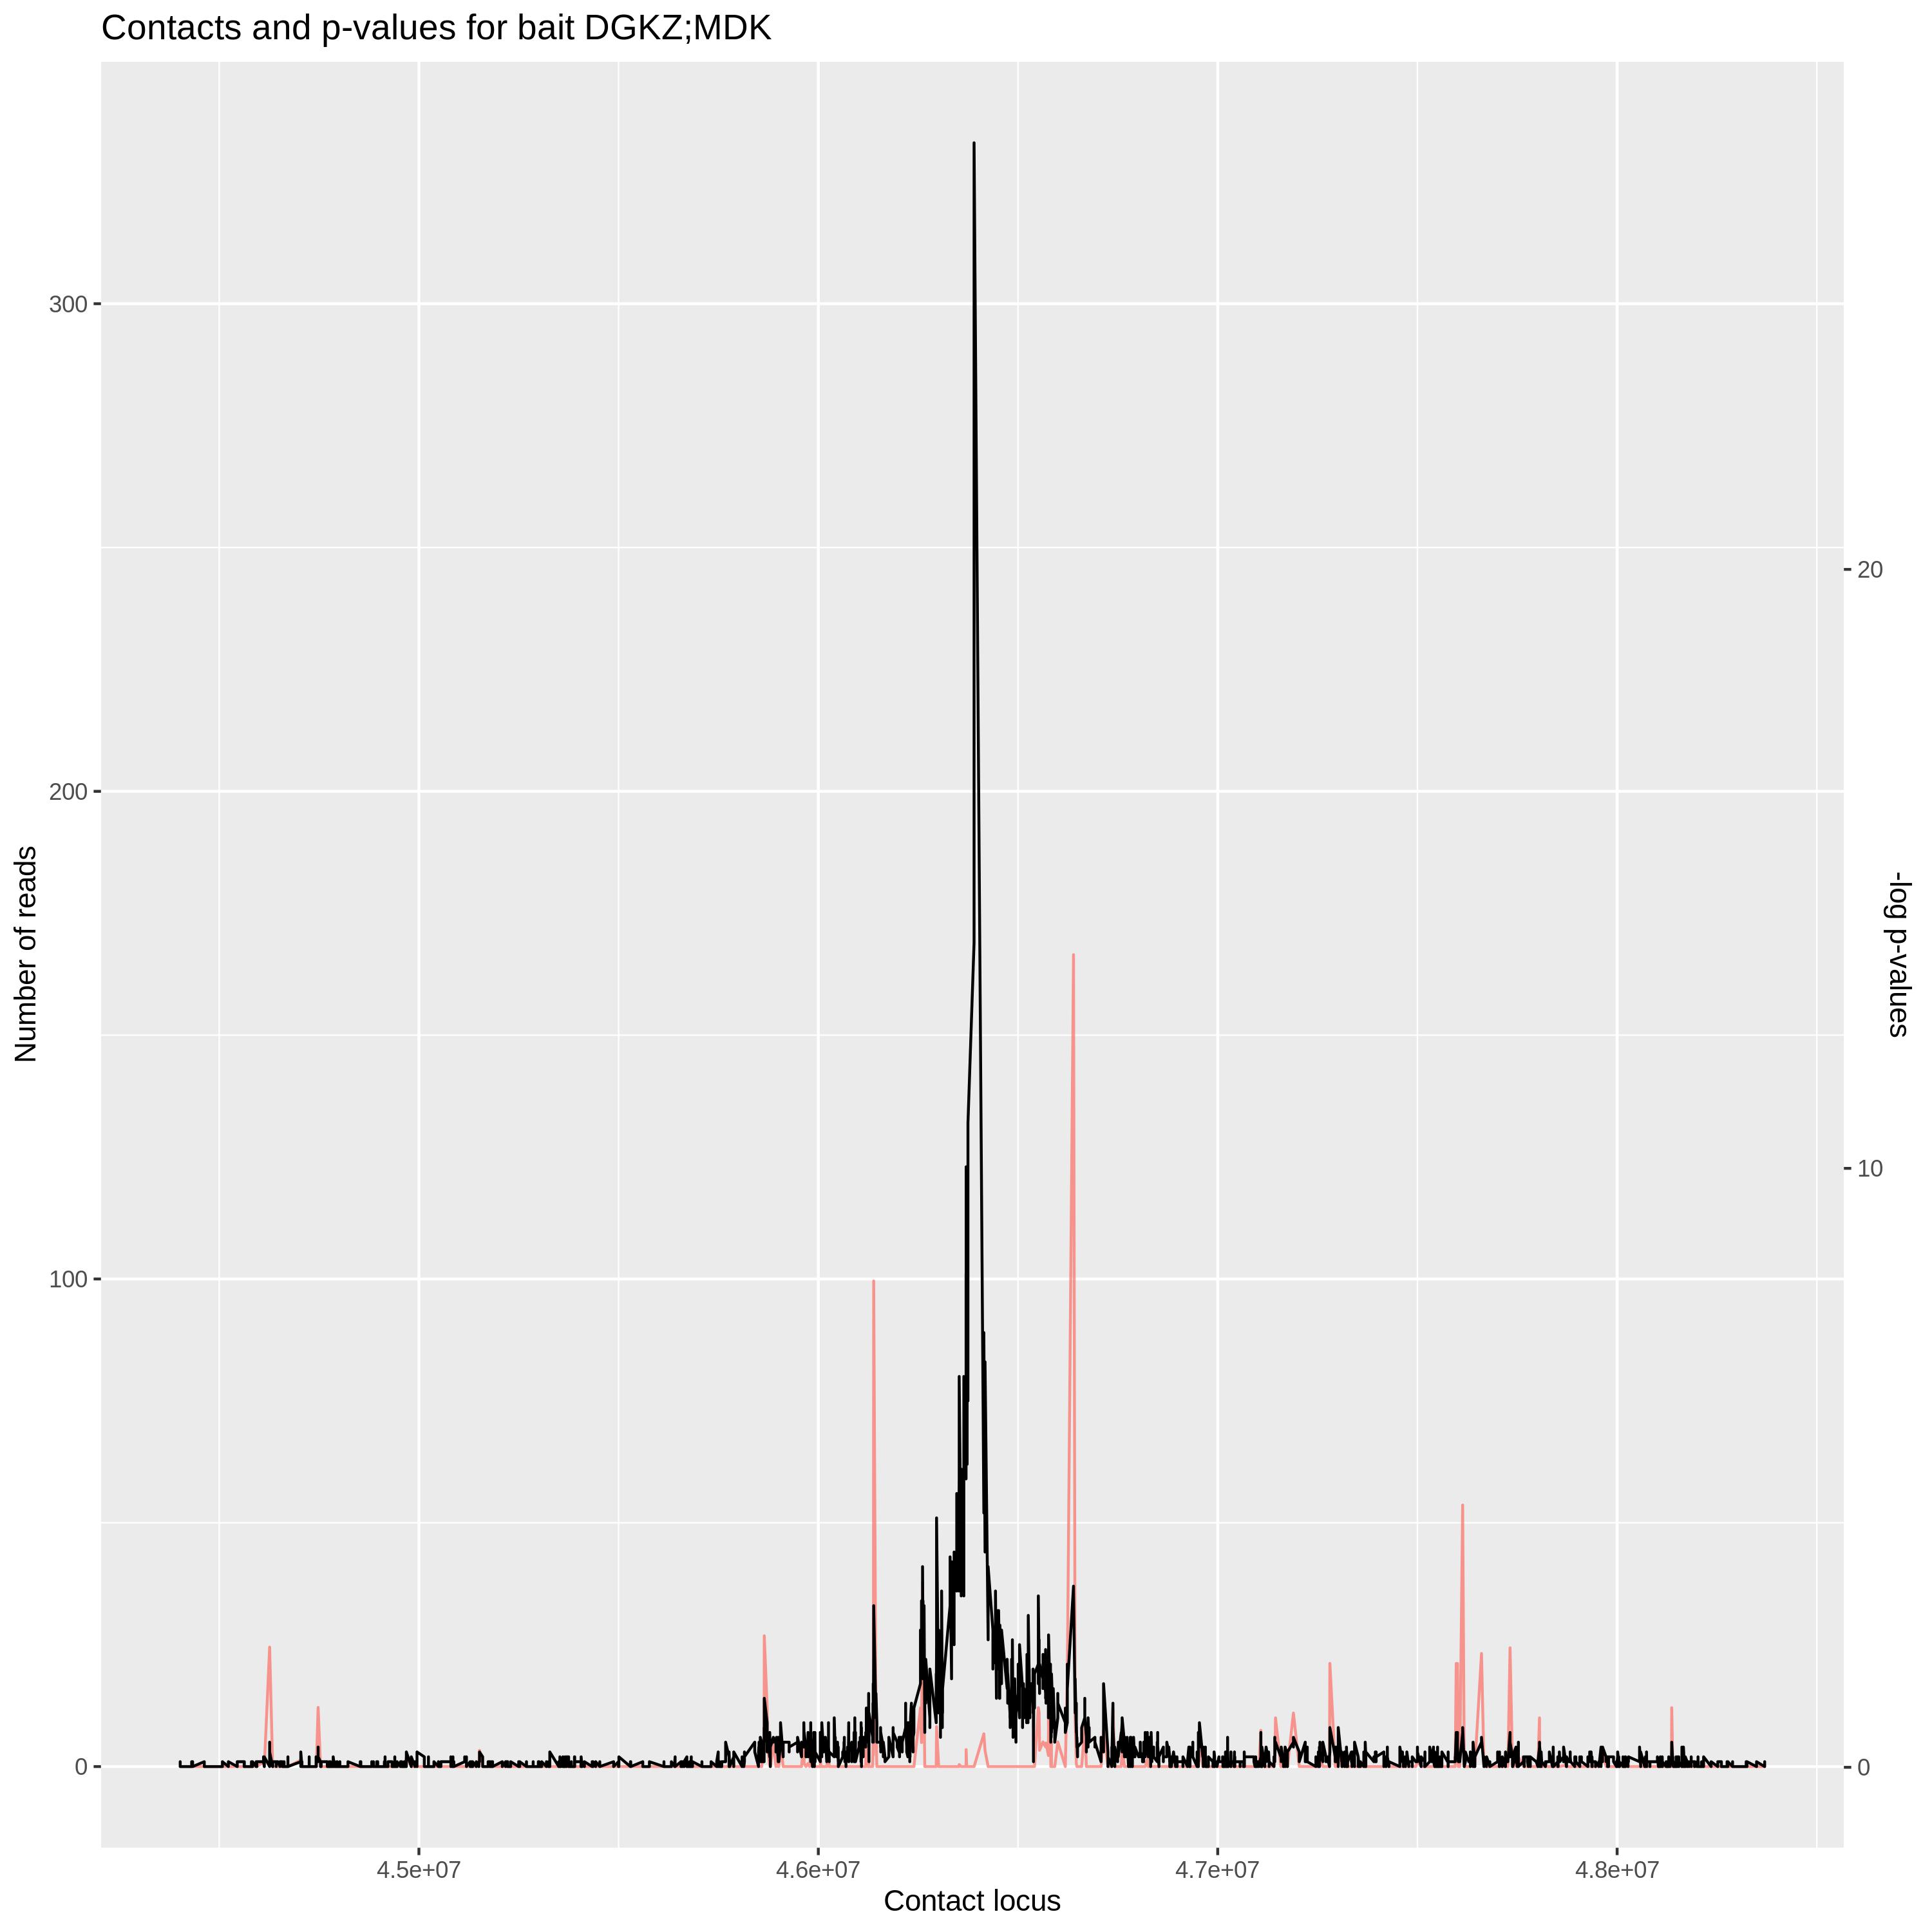 Contacts and p-values for bait DGKZ;MDK
300
200
100
0
Number of reads
20
10
0
-log p-values
4.5e+07
4.6e+07
4.7e+07
4.8e+07
Contact locus